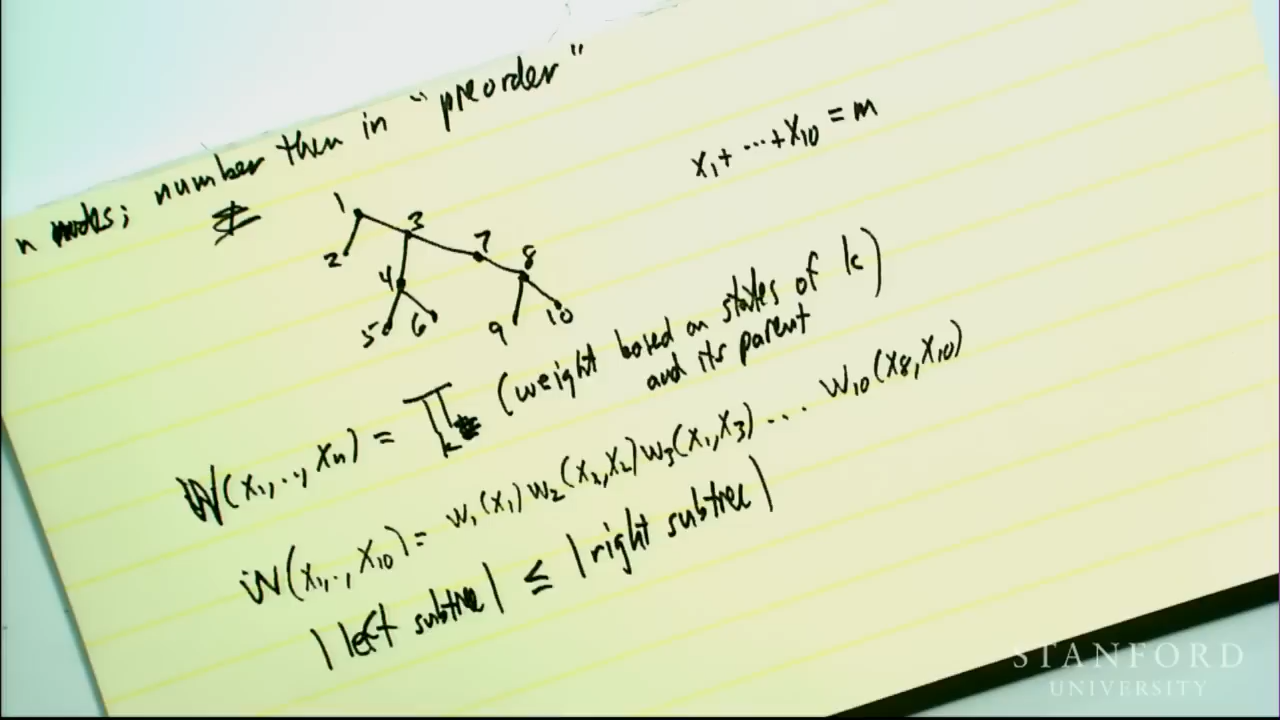 n nodes; number then in "preorder"
x₁ + ⋯ + x₁₀ = m
1
2
3
4
5
6
7
8
9
10
W(x₁, .., xₙ) = ∏ₖ (weight based on states of k)
and its parent
W(x₁, .., x₁₀) = w₁(x₁) w₂(x₁,x₂) w₃(x₁,x₃) ... w₁₀(x₈,x₁₀)
|left subtree| ≤ |right subtree|
STANFORD
UNIVERSITY